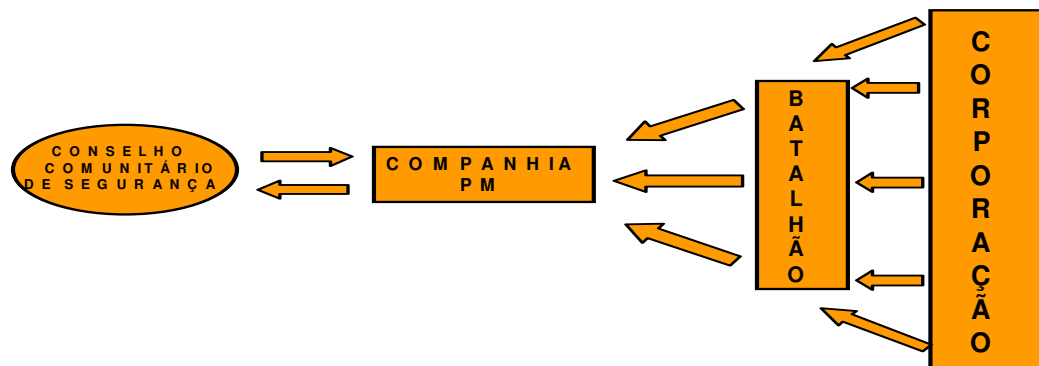 CONSELHO
COMUNITÁRIO
DE SEGURANÇA
COMPANHIA
PM
BATALHÃO
CORPORAÇÃO